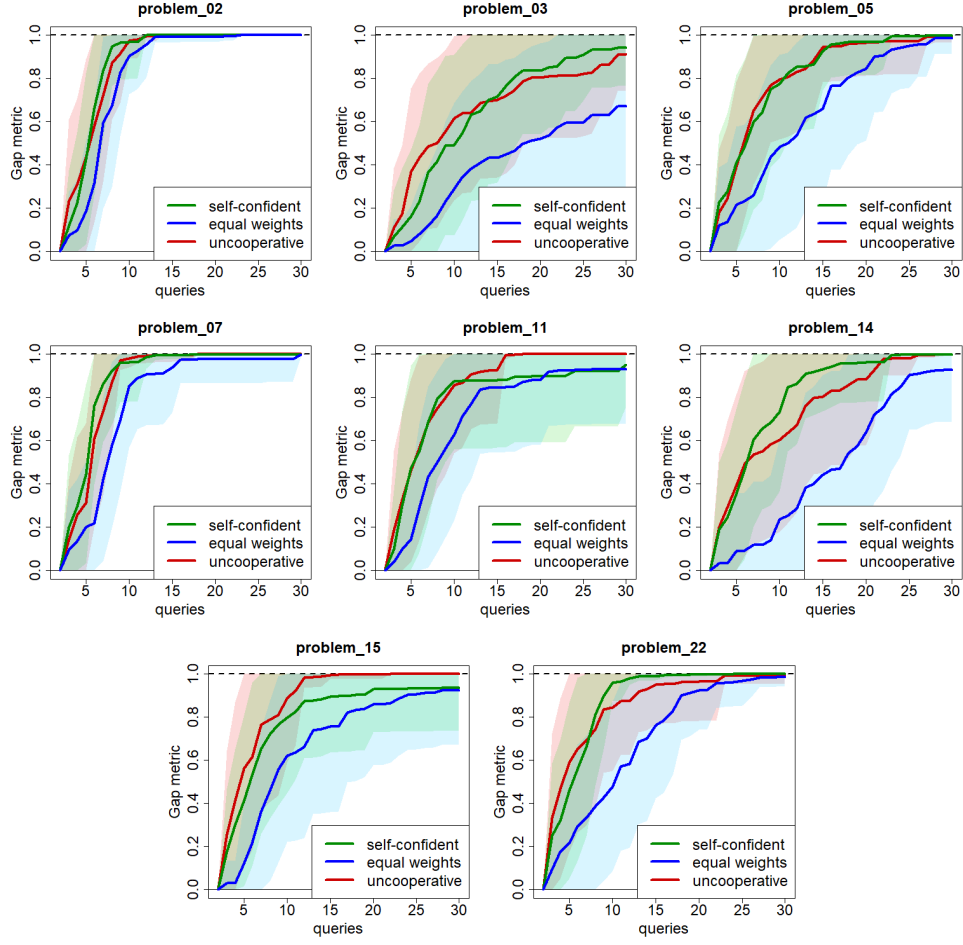 problem_02
Gap metric
0.0 0.2 0.4 0.6 0.8 1.0
self-confident
equal weights
uncooperative
5 10 15 20 25 30
queries
problem_03
Gap metric
0.0 0.2 0.4 0.6 0.8 1.0
self-confident
equal weights
uncooperative
5 10 15 20 25 30
queries
problem_05
Gap metric
0.0 0.2 0.4 0.6 0.8 1.0
self-confident
equal weights
uncooperative
5 10 15 20 25 30
queries
problem_07
Gap metric
0.0 0.2 0.4 0.6 0.8 1.0
self-confident
equal weights
uncooperative
5 10 15 20 25 30
queries
problem_11
Gap metric
0.0 0.2 0.4 0.6 0.8 1.0
self-confident
equal weights
uncooperative
5 10 15 20 25 30
queries
problem_14
Gap metric
0.0 0.2 0.4 0.6 0.8 1.0
self-confident
equal weights
uncooperative
5 10 15 20 25 30
queries
problem_15
Gap metric
0.0 0.2 0.4 0.6 0.8 1.0
self-confident
equal weights
uncooperative
5 10 15 20 25 30
queries
problem_22
Gap metric
0.0 0.2 0.4 0.6 0.8 1.0
self-confident
equal weights
uncooperative
5 10 15 20 25 30
queries